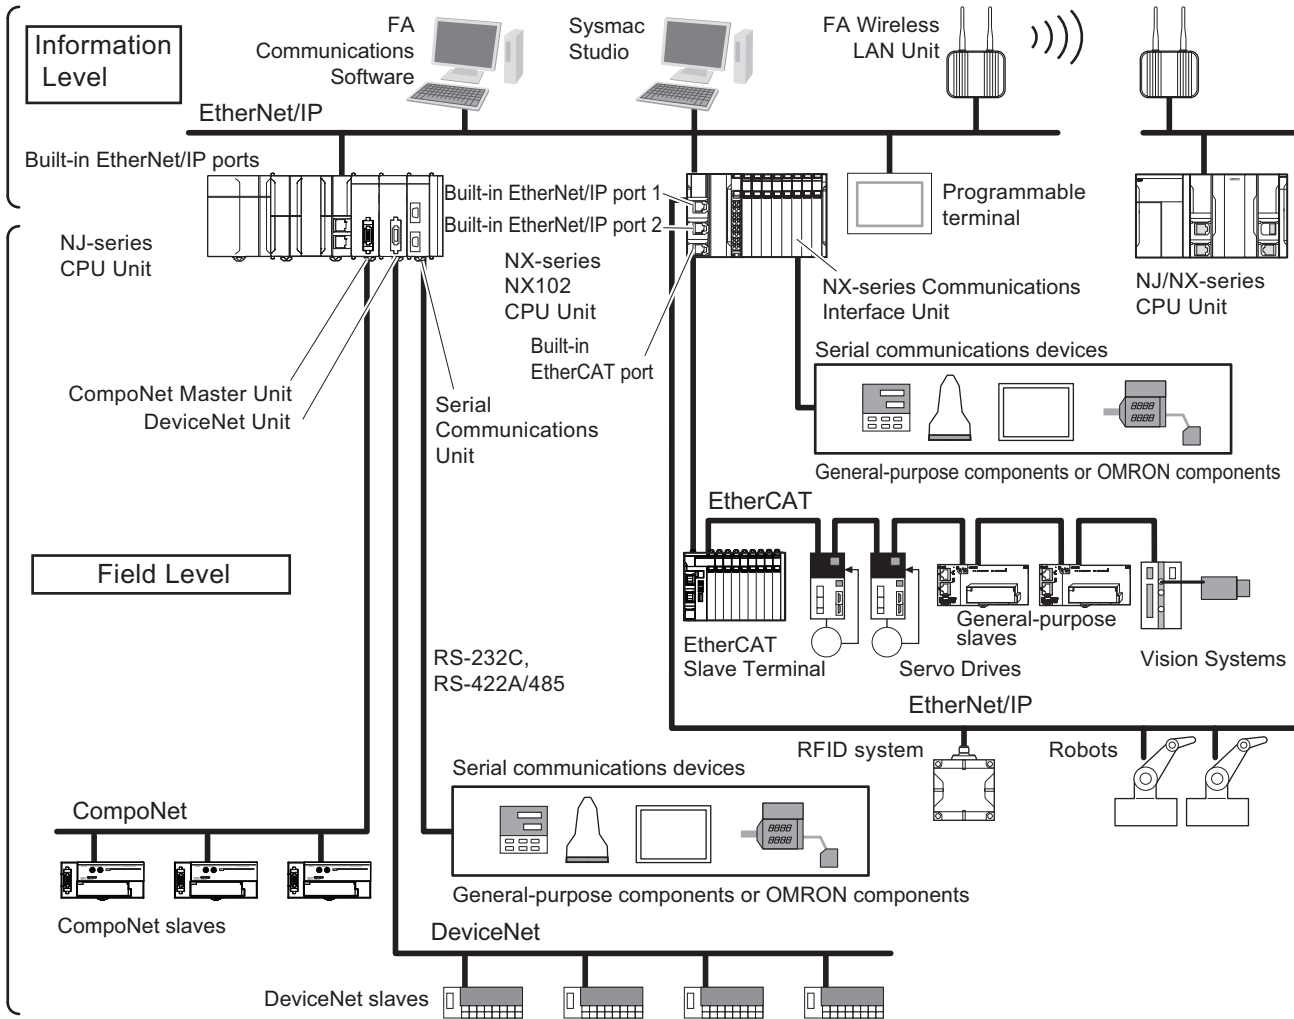 Information
Level
FA
Communications
Software
Sysmac
Studio
FA Wireless
LAN Unit
EtherNet/IP
Built-in EtherNet/IP ports
Built-in EtherNet/IP port 1
Built-in EtherNet/IP port 2
Programmable
terminal
NJ-series
CPU Unit
NX-series
NX102
CPU Unit
NX-series Communications
Interface Unit
NJ/NX-series
CPU Unit
Built-in
EtherCAT port
Serial communications devices
CompoNet Master Unit
DeviceNet Unit
Serial
Communications
Unit
8888
8888
General-purpose components or OMRON components
EtherCAT
Field Level
EtherCAT
Slave Terminal
Servo Drives
General-purpose
slaves
Vision Systems
RS-232C,
RS-422A/485
EtherNet/IP
RFID system
Robots
Serial communications devices
8888
8888
General-purpose components or OMRON components
CompoNet
CompoNet slaves
DeviceNet
DeviceNet slaves